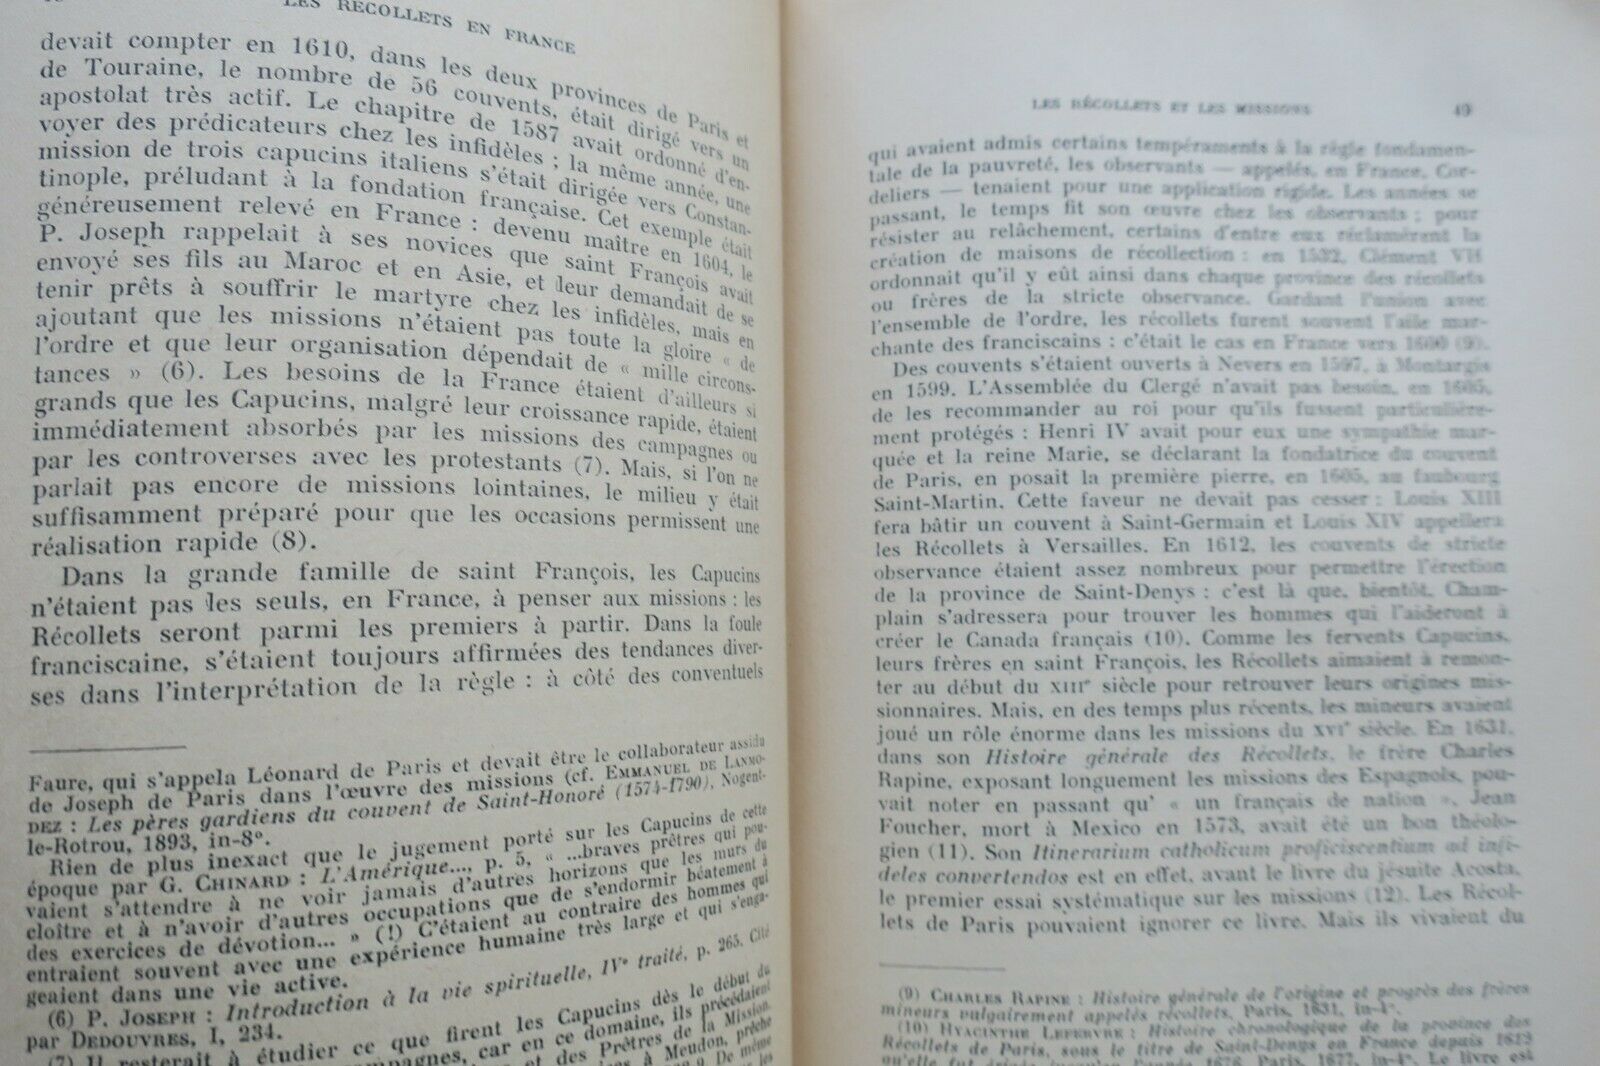 LES RÉCOLLETS EN FRANCE
devait compter en 1610, dans les deux provinces de Paris et
de Touraine, le nombre de 56 couvents, était dirigé vers un
apostolat très actif. Le chapitre de 1587 avait ordonné d'en-
voyer des prédicateurs chez les infidèles ; la même année, une
mission de trois capucins italiens s'était dirigée vers Constan-
tinople, préludant à la fondation française. Cet exemple était
généreusement relevé en France : devenu maître en 1604, le
P. Joseph rappelait à ses novices que saint François avait
envoyé ses fils au Maroc et en Asie, et leur demandait de se
tenir prêts à souffrir le martyre chez les infidèles, mais en
ajoutant que les missions n'étaient pas toute la gloire « de
l'ordre et que leur organisation dépendait de « mille circons-
tances » (6). Les besoins de la France étaient d'ailleurs si
grands que les Capucins, malgré leur croissance rapide, étaient
immédiatement absorbés par les missions des campagnes ou
par les controverses avec les protestants (7). Mais, si l'on ne
parlait pas encore de missions lointaines, le milieu y était
suffisamment préparé pour que les occasions permissent une
réalisation rapide (8).
Dans la grande famille de saint François, les Capucins
n'étaient pas les seuls, en France, à penser aux missions : les
Récollets seront parmi les premiers à partir. Dans la foule
franciscaine, s'étaient toujours affirmées des tendances diver-
ses dans l'interprétation de la règle : à côté des conventuels
Faure, qui s'appela Léonard de Paris et devait être le collaborateur assidu
de Joseph de Paris dans l'œuvre des missions (cf. EMMANUEL DE LANMO-
DEZ : Les pères gardiens du couvent de Saint-Honoré (1574-1790), Nogent-
le-Rotrou, 1893, in-8°.
Rien de plus inexact que le jugement porté sur les Capucins de cette
époque par G. CHINARD : L'Amérique..., p. 5, « ...braves prêtres qui pou-
vaient s'attendre à ne voir jamais d'autres horizons que les murs du
cloître et à n'avoir d'autres occupations que de s'endormir béatement à
des exercices de dévotion... » (!) C'étaient au contraire des hommes qui
entraient souvent avec une expérience humaine très large et qui s'enga-
geaient dans une vie active.
(6) P. JOSEPH : Introduction à la vie spirituelle, IVe traité, p. 265. Cité
par DEDOUVRES, I, 234.
(7) Il resterait à étudier ce que firent les Capucins dès le début du
campagnes, car en ce domaine, ils précédaient
et des Prêtres de la Mission.
à Meudon, prêche
De même
les
LES RÉCOLLETS ET LES MISSIONS 49
qui avaient admis certains tempéraments à la règle fondamen-
tale de la pauvreté, les observants — appelés, en France, Cor-
deliers — tenaient pour une application rigide. Les années se
passant, le temps fit son œuvre chez les observants ; pour
résister au relâchement, certains d'entre eux réclamèrent la
création de maisons de récollection : en 1532, Clément VII
ordonnait qu'il y eût ainsi dans chaque province des récollets
ou frères de la stricte observance. Gardant l'union avec
l'ensemble de l'ordre, les récollets furent souvent l'aile mar-
chante des franciscains : c'était le cas en France vers 1600 (9).
Des couvents s'étaient ouverts à Nevers en 1597, à Montargis
en 1599. L'Assemblée du Clergé n'avait pas besoin, en 1605,
de les recommander au roi pour qu'ils fussent particulière-
ment protégés : Henri IV avait pour eux une sympathie mar-
quée et la reine Marie, se déclarant la fondatrice du couvent
de Paris, en posait la première pierre, en 1605, au faubourg
Saint-Martin. Cette faveur ne devait pas cesser : Louis XIII
fera bâtir un couvent à Saint-Germain et Louis XIV appellera
les Récollets à Versailles. En 1612, les couvents de stricte
observance étaient assez nombreux pour permettre l'érection
de la province de Saint-Denys : c'est là que, bientôt, Cham-
plain s'adressera pour trouver les hommes qui l'aideront à
créer le Canada français (10). Comme les fervents Capucins,
leurs frères en saint François, les Récollets aimaient à remon-
ter au début du XIIIe siècle pour retrouver leurs origines mis-
sionnaires. Mais, en des temps plus récents, les mineurs avaient
joué un rôle énorme dans les missions du XVIe siècle. En 1631,
dans son Histoire générale des Récollets, le frère Charles
Rapine, exposant longuement les missions des Espagnols, pou-
vait noter en passant qu' « un français de nation », Jean
Foucher, mort à Mexico en 1573, avait été un bon théolo-
gien (11). Son Itinerarium catholicum proficiscentium ad infi-
deles convertendos est en effet, avant le livre du jésuite Acosta,
le premier essai systématique sur les missions (12). Les Récol-
lets de Paris pouvaient ignorer ce livre. Mais ils vivaient du
(9) CHARLES RAPINE : Histoire générale de l'origine et progrès des frères
mineurs vulgairement appelés récollets, Paris, 1631, in-4°.
(10) HYACINTHE LEFEBVRE : Histoire chronologique de la province des
Récollets de Paris, sous le titre de Saint-Denys en France depuis 1612
qu'elle fut érigée jusqu'en l'année 1676, Paris, 1677, in-4°. Le livre est